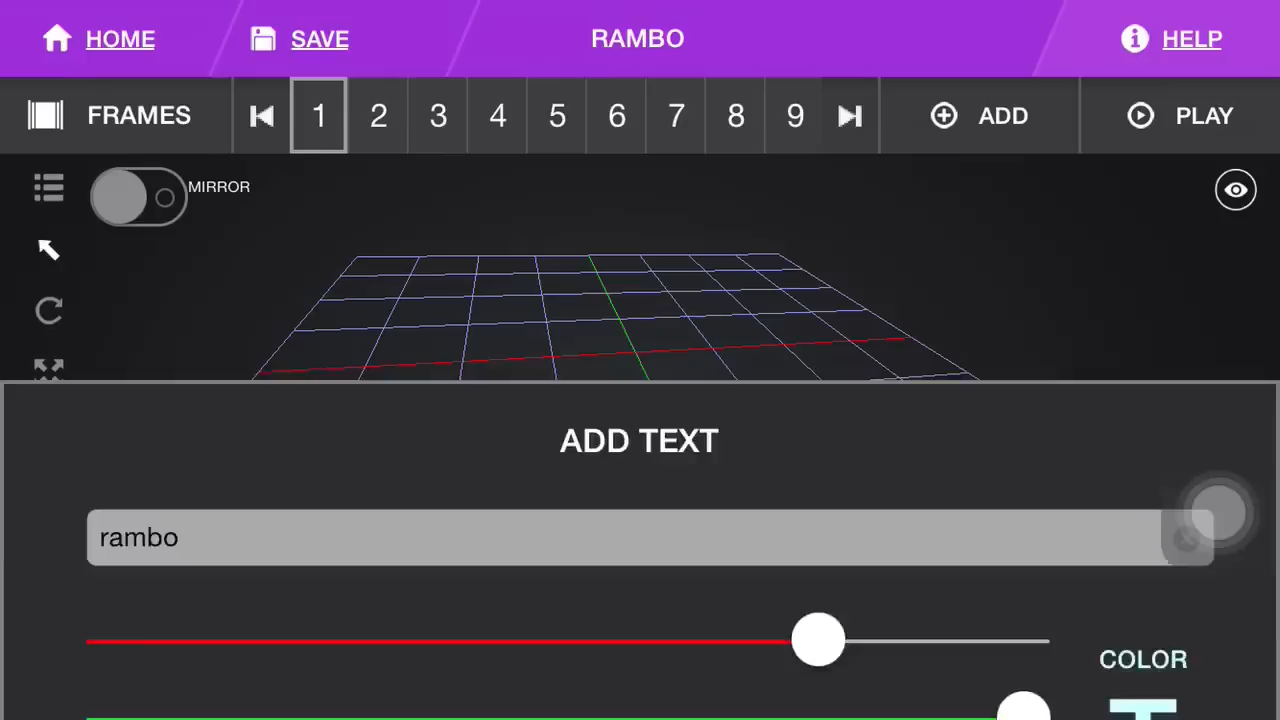 HOME SAVE RAMBO HELP
FRAMES 1 2 3 4 5 6 7 8 9 ADD PLAY
MIRROR
ADD TEXT
rambo
COLOR